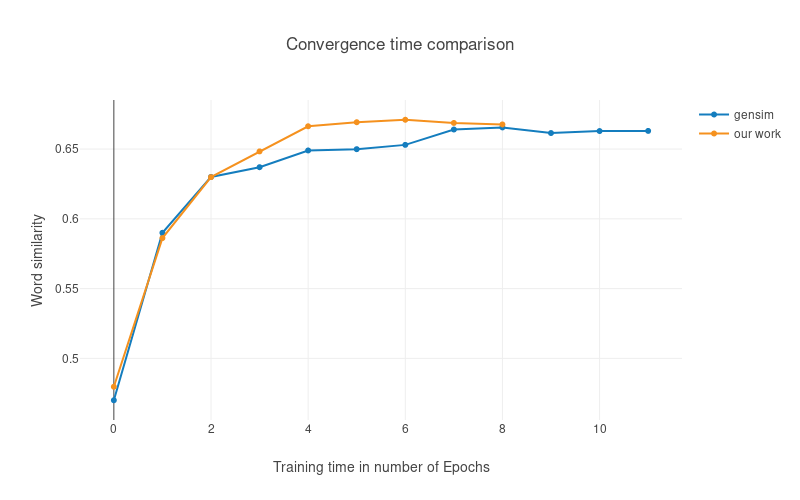 Convergence time comparison
gensim
our work
0.65
0.6
0.55
0.5
Word similarity
0 2 4 6 8 10
Training time in number of Epochs